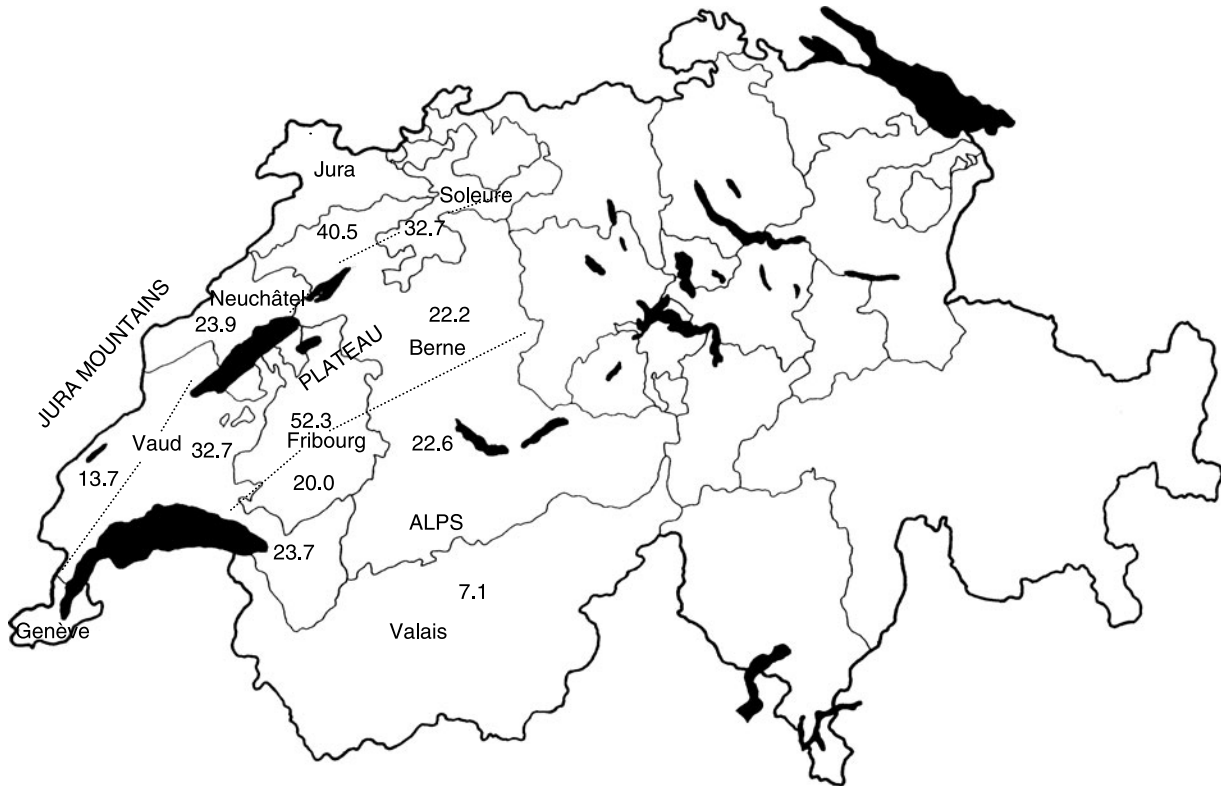 Jura
Soleure
40.5
32.7
JURA MOUNTAINS
Neuchâtel
23.9
22.2
PLATEAU
Berne
52.3
Vaud
32.7
Fribourg
22.6
13.7
20.0
ALPS
23.7
7.1
Genève
Valais